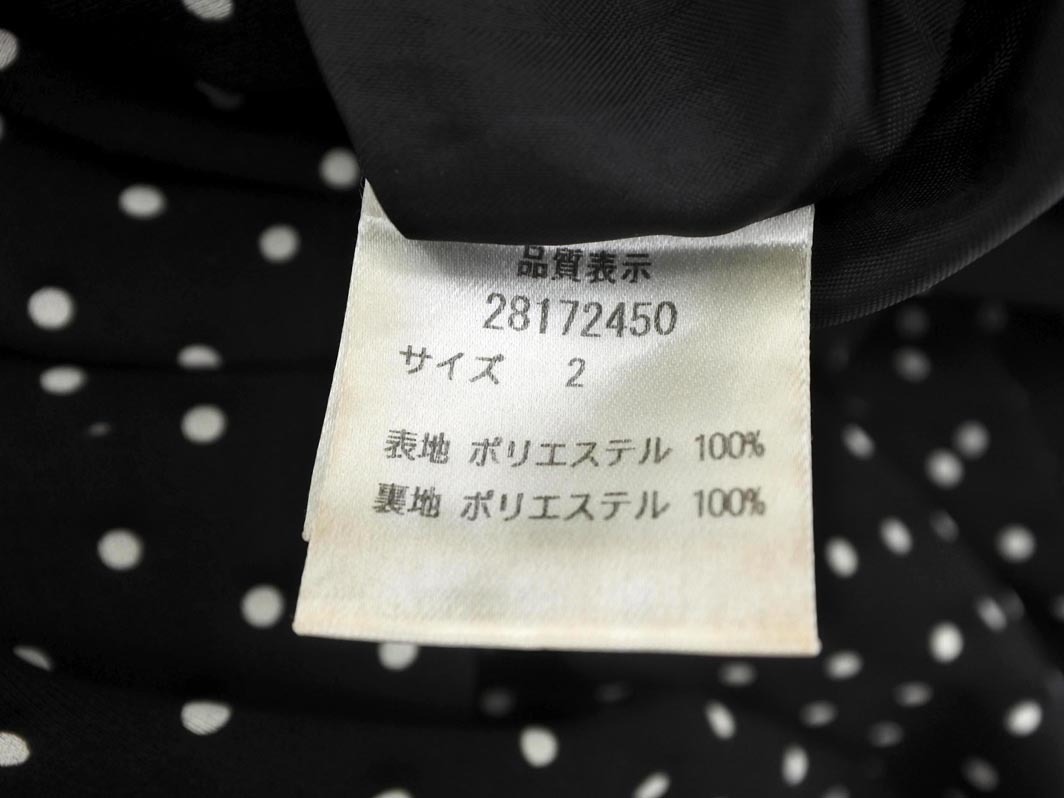 品質表示
28172450
サイズ 2
表地 ポリエステル 100%
裏地 ポリエステル 100%